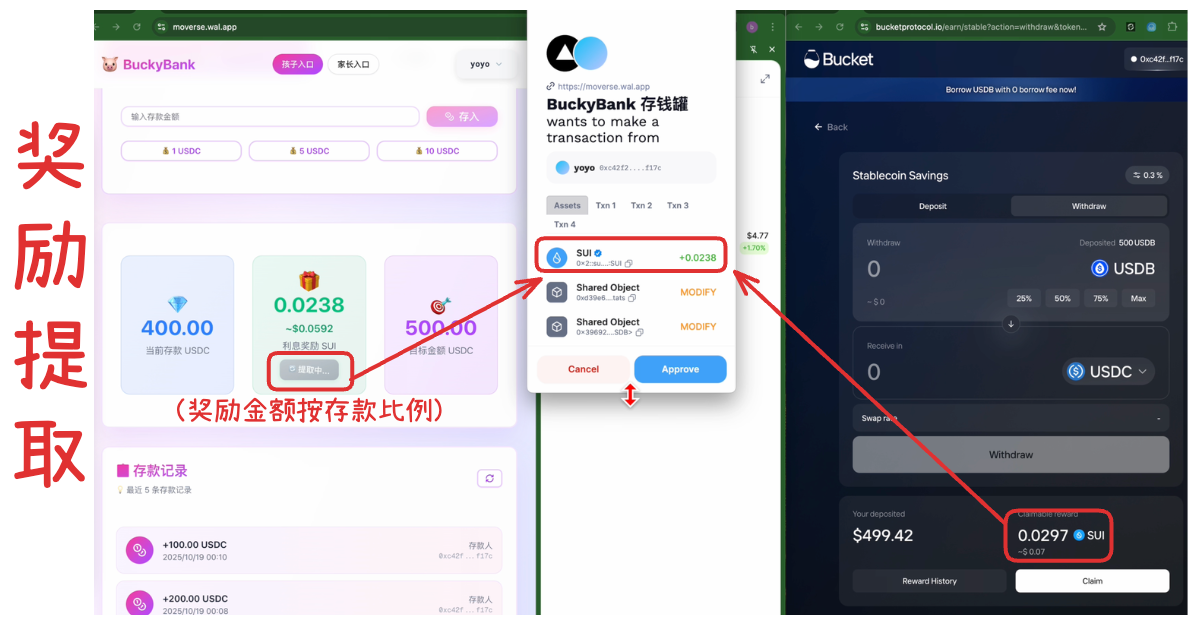 奖
励
提
取
moverse.wal.app
BuckyBank
孩子入口
家长入口
yoyo
输入存款金额
存入
1 USDC
5 USDC
10 USDC
400.00
当前存款 USDC
0.0238
~$0.0592
利息奖励 SUI
提取中...
500.00
目标金额 USDC
(奖励金额按存款比例)
存款记录
最近 5 条存款记录
+100.00 USDC
2025/10/19 00:10
存款人
0xc42f...f17c
+200.00 USDC
2025/10/19 00:08
存款人
0xc42f...f17c
https://moverse.wal.app
BuckyBank 存钱罐
wants to make a
transaction from
yoyo 0xc42f2....f17c
Assets
Txn 1
Txn 2
Txn 3
Txn 4
SUI
0x2::su...::SUI
+0.0238
Shared Object
0xd39e6...tats
MODIFY
Shared Object
0x39692...SDB>
MODIFY
Cancel
Approve
$4.77
+1.70%
bucketprotocol.io/earn/stable?action=withdraw&token...
Bucket
0xc42f...f17c
Borrow USDB with 0 borrow fee now!
Back
Stablecoin Savings
0.3 %
Deposit
Withdraw
Withdraw
Deposited 500 USDB
0
USDB
~ $ 0
25%
50%
75%
Max
Receive in
0
USDC
Swap rate
-
Withdraw
Your deposited
$499.42
Claimable reward
0.0297 SUI
~$ 0.07
Reward History
Claim